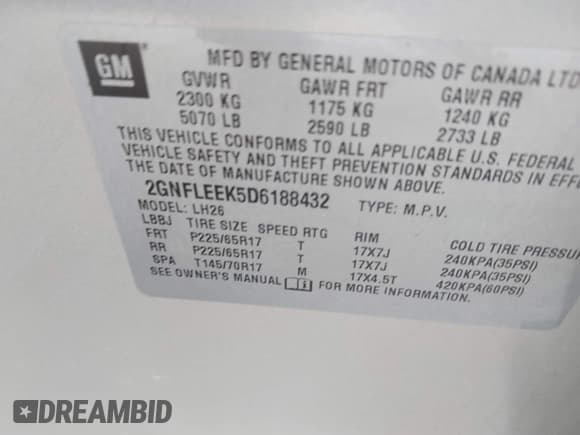 GM
MFD BY GENERAL MOTORS OF CANADA LTD
GVWR GAWR FRT GAWR RR
2300 KG 1175 KG 1240 KG
5070 LB 2590 LB 2733 LB
THIS VEHICLE CONFORMS TO ALL APPLICABLE U.S. FEDERAL
VEHICLE SAFETY AND THEFT PREVENTION STANDARDS IN EFF
THE DATE OF MANUFACTURE SHOWN ABOVE.
2GNFLEEK5D6188432 TYPE: M.P.V.
MODEL: LH26
LBBJ TIRE SIZE SPEED RTG RIM COLD TIRE PRESSUR
FRT P225/65R17 T 17X7J 240KPA(35PSI)
RR P225/65R17 T 17X7J 240KPA(35PSI)
SPA T145/70R17 M 17X4.5T 420KPA(60PSI)
SEE OWNER'S MANUAL FOR MORE INFORMATION.
DREAMBID